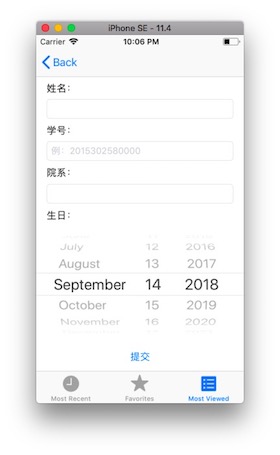 iPhone SE - 11.4
Carrier 10:06 PM
Back
姓名：
学号：
例：2015302580000
院系：
生日：
July 12 2016
August 13 2017
September 14 2018
October 15 2019
November 16 2020
提交
Most Recent Favorites Most Viewed